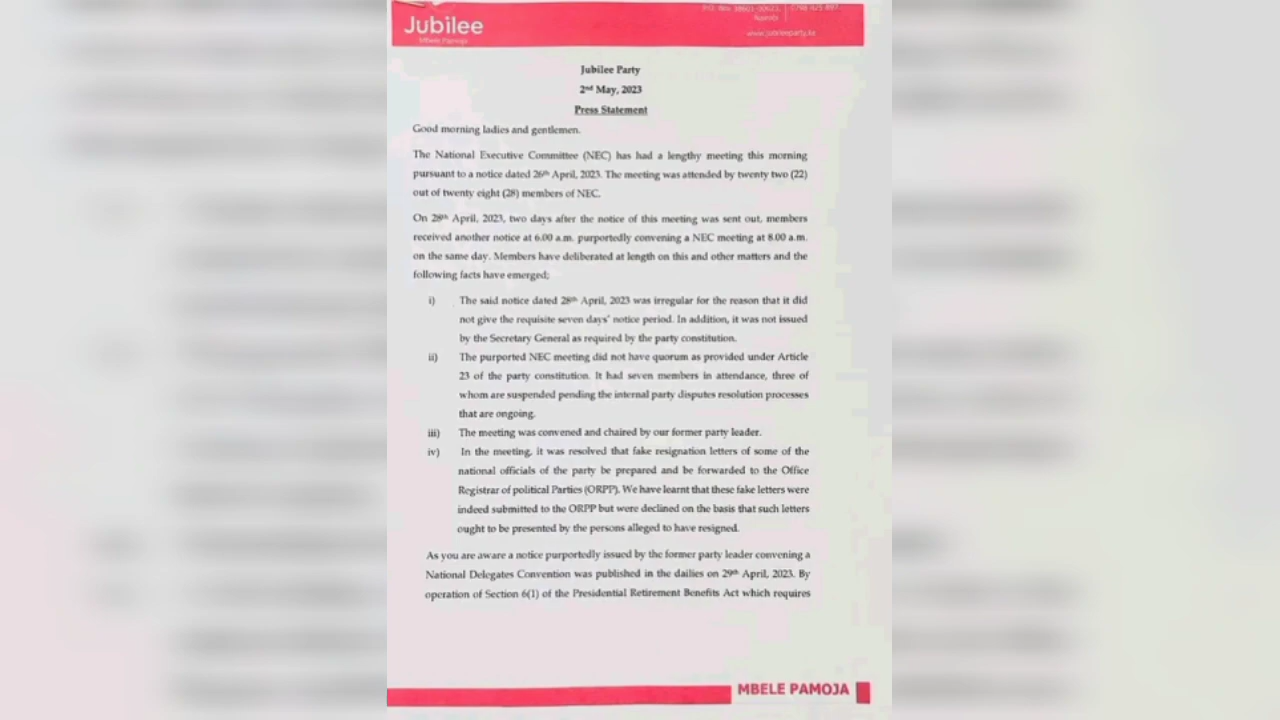 Jubilee
Mbele Pamoja
Nairobi
www.jubileeparty.ke
Jubilee Party
2nd May, 2023
Press Statement
Good morning ladies and gentlemen.
The National Executive Committee (NEC) has had a lengthy meeting this morning
pursuant to a notice dated 26th April, 2023. The meeting was attended by twenty two (22)
out of twenty eight (28) members of NEC.
On 28th April, 2023, two days after the notice of this meeting was sent out, members
received another notice at 6.00 a.m. purportedly convening a NEC meeting at 8.00 a.m.
on the same day. Members have deliberated at length on this and other matters and the
following facts have emerged;
i) The said notice dated 28th April, 2023 was irregular for the reason that it did
not give the requisite seven days' notice period. In addition, it was not issued
by the Secretary General as required by the party constitution.
ii) The purported NEC meeting did not have quorum as provided under Article
23 of the party constitution. It had seven members in attendance, three of
whom are suspended pending the internal party disputes resolution processes
that are ongoing.
iii) The meeting was convened and chaired by our former party leader.
iv) In the meeting, it was resolved that fake resignation letters of some of the
national officials of the party be prepared and be forwarded to the Office
Registrar of political Parties (ORPP). We have learnt that these fake letters were
indeed submitted to the ORPP but were declined on the basis that such letters
ought to be presented by the persons alleged to have resigned.
As you are aware a notice purportedly issued by the former party leader convening a
National Delegates Convention was published in the dailies on 29th April, 2023. By
operation of Section 6(1) of the Presidential Retirement Benefits Act which requires
MBELE PAMOJA